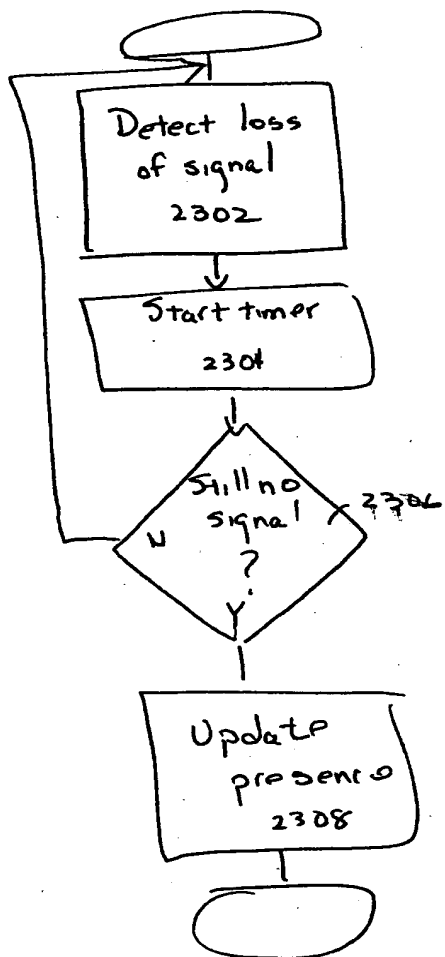 Detect loss
of signal
2302
Start timer
2304
Still no
signal
?
2306
N
Y
Update
presence
2308